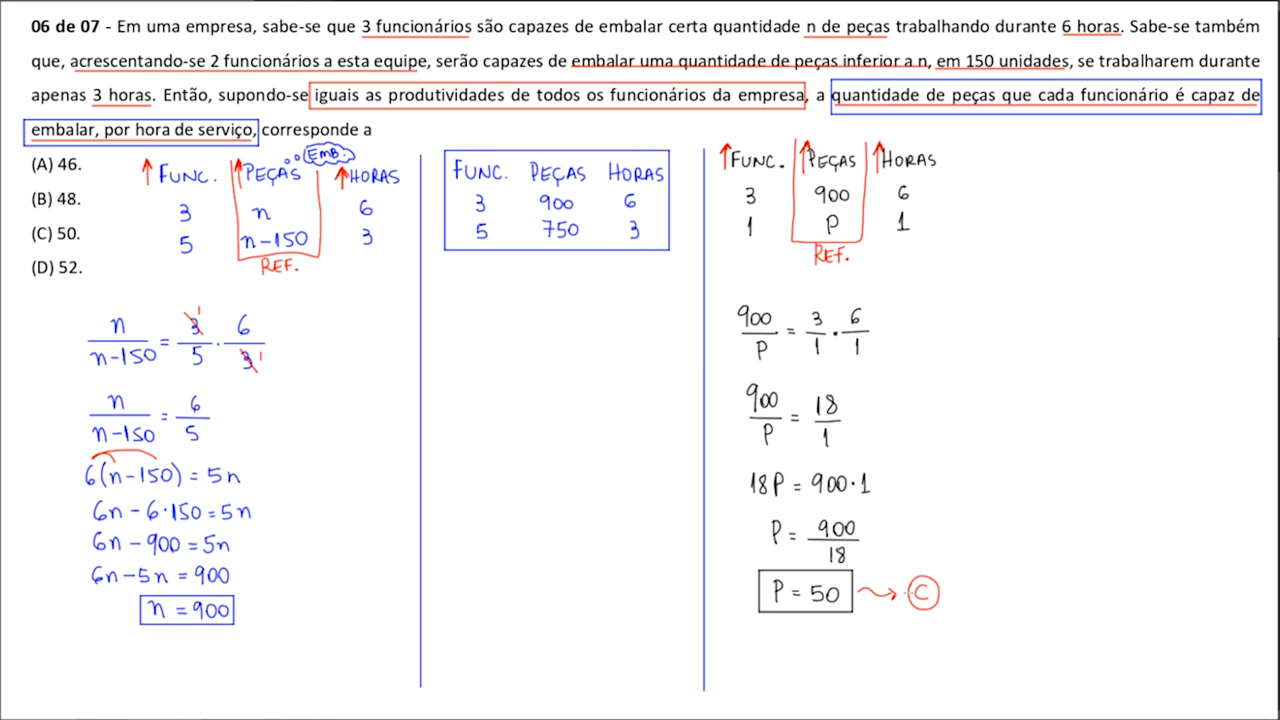 06 de 07 - Em uma empresa, sabe-se que 3 funcionários são capazes de embalar certa quantidade n de peças trabalhando durante 6 horas. Sabe-se também
que, acrescentando-se 2 funcionários a esta equipe, serão capazes de embalar uma quantidade de peças inferior a n, em 150 unidades, se trabalharem durante
apenas 3 horas. Então, supondo-se iguais as produtividades de todos os funcionários da empresa, a quantidade de peças que cada funcionário é capaz de
embalar, por hora de serviço, corresponde a
(A) 46.
(B) 48.
(C) 50.
(D) 52.
EMB.
FUNC. PEÇAS HORAS
3 n 6
5 n-150 3
REF.
n/n-150 = 3/5 · 6/3
1 1
n/n-150 = 6/5
6(n-150) = 5n
6n - 6·150 = 5n
6n - 900 = 5n
6n - 5n = 900
n = 900
FUNC. PEÇAS HORAS
3 900 6
5 750 3
FUNC. PEÇAS HORAS
3 900 6
1 P 1
REF.
900/P = 3/1 · 6/1
900/P = 18/1
18P = 900·1
P = 900/18
P = 50 C